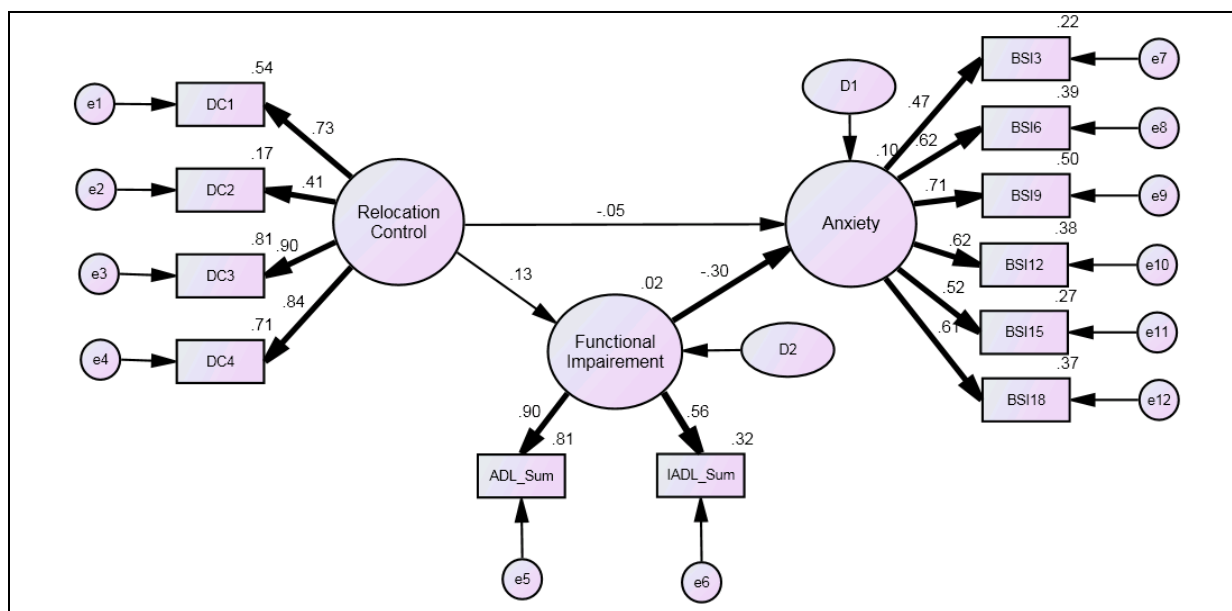 .54
e1
DC1
.73
.17
e2
DC2
.41
.81
.90
e3
DC3
.84
.71
e4
DC4
Relocation
Control
-.05
.13
.02
Functional
Impairment
-.30
D2
.90
.81
.56
.32
ADL_Sum
IADL_Sum
e5
e6
D1
.10
Anxiety
.22
.47
BSI3
e7
.39
.62
BSI6
e8
.50
.71
BSI9
e9
.38
.62
BSI12
e10
.27
.52
BSI15
e11
.37
.61
BSI18
e12